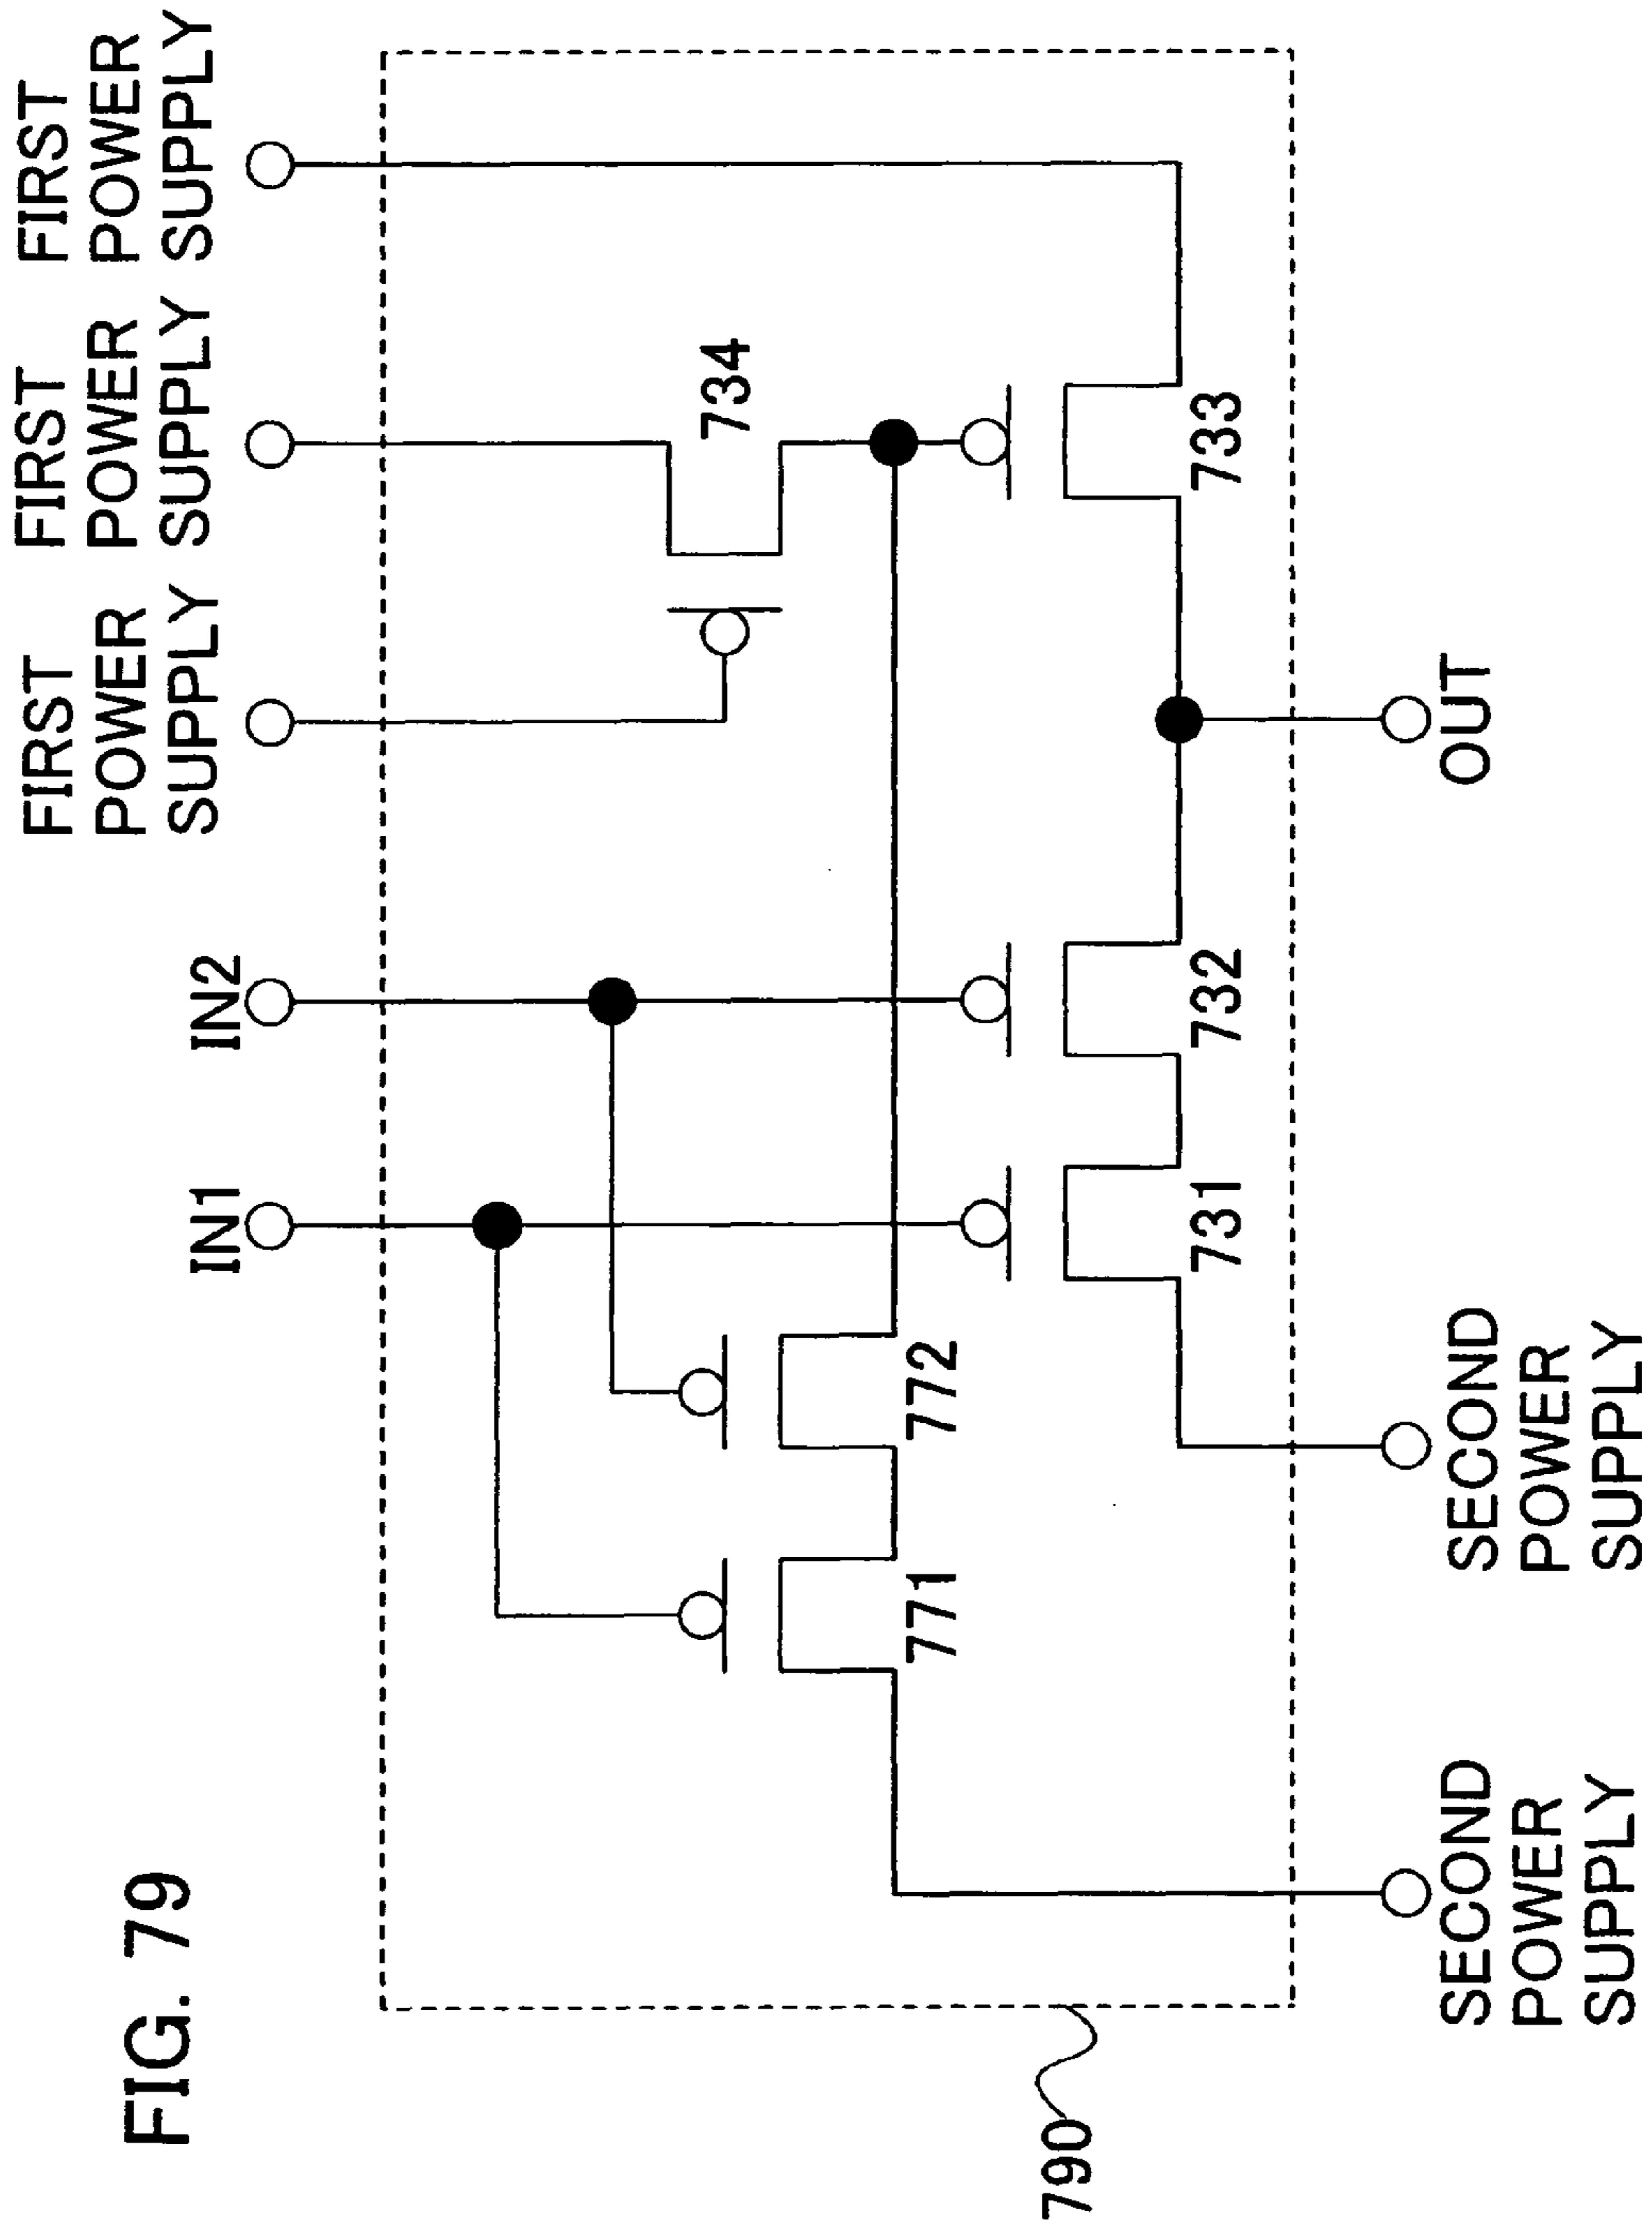 FIG. 79
IN1
IN2
FIRST
POWER
SUPPLY
FIRST
POWER
SUPPLY
FIRST
POWER
SUPPLY
734
771
772
731
732
733
790
SECOND
POWER
SUPPLY
SECOND
POWER
SUPPLY
OUT